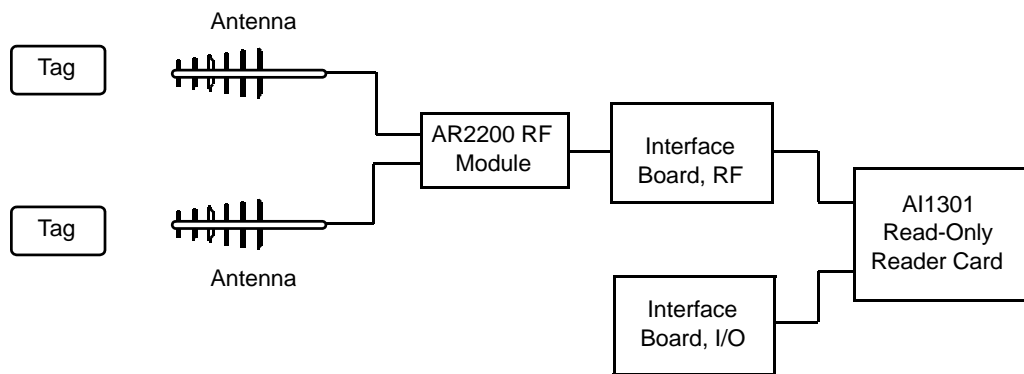 Antenna
Tag
AR2200 RF
Module
Interface
Board, RF
Tag
AI1301
Read-Only
Reader Card
Antenna
Interface
Board, I/O